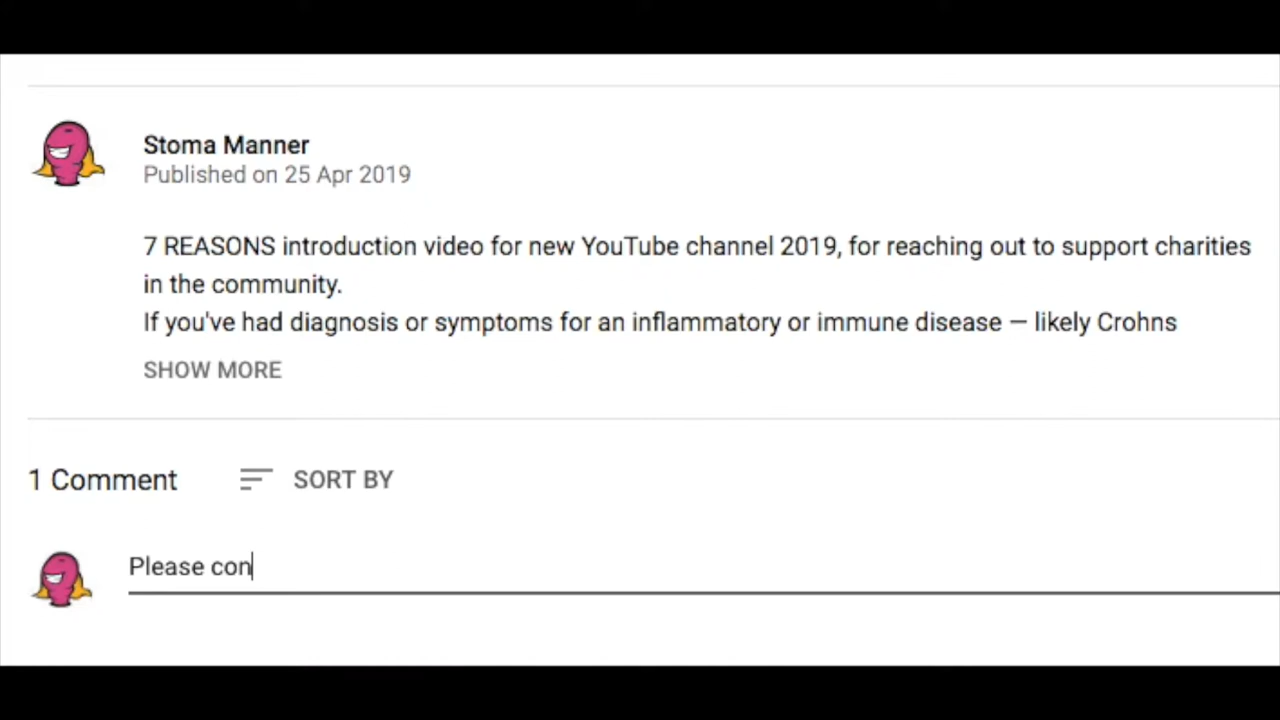 Stoma Manner
Published on 25 Apr 2019
7 REASONS introduction video for new YouTube channel 2019, for reaching out to support charities
in the community.
If you've had diagnosis or symptoms for an inflammatory or immune disease — likely Crohns
SHOW MORE
1 Comment SORT BY
Please con